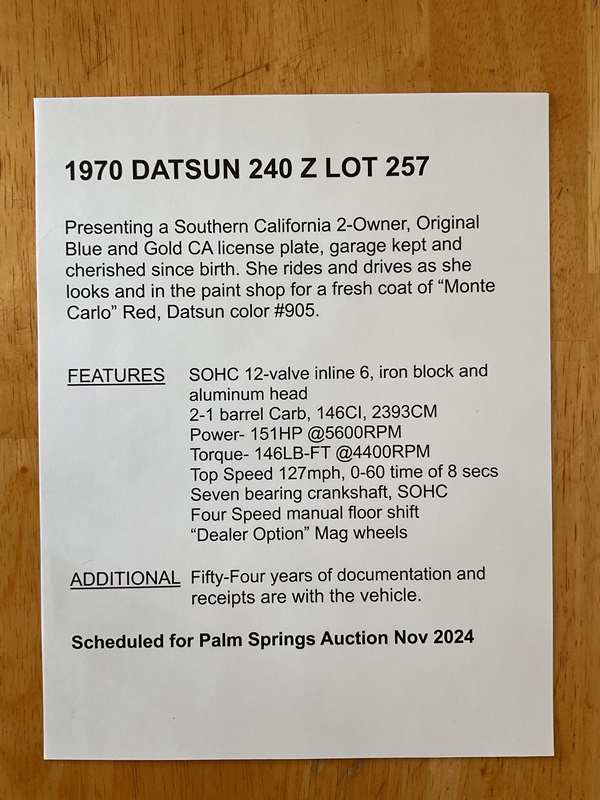 1970 DATSUN 240 Z LOT 257
Presenting a Southern California 2-Owner, Original
Blue and Gold CA license plate, garage kept and
cherished since birth. She rides and drives as she
looks and in the paint shop for a fresh coat of “Monte
Carlo” Red, Datsun color #905.
FEATURES SOHC 12-valve inline 6, iron block and
aluminum head
2-1 barrel Carb, 146CI, 2393CM
Power- 151HP @5600RPM
Torque- 146LB-FT @4400RPM
Top Speed 127mph, 0-60 time of 8 secs
Seven bearing crankshaft, SOHC
Four Speed manual floor shift
“Dealer Option” Mag wheels
ADDITIONAL Fifty-Four years of documentation and
receipts are with the vehicle.
Scheduled for Palm Springs Auction Nov 2024